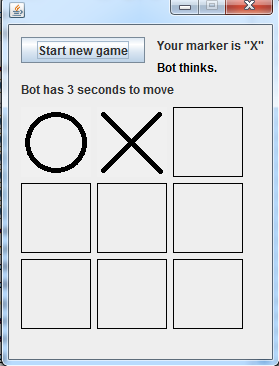 Start new game
Your marker is "X"
Bot thinks.
Bot has 3 seconds to move